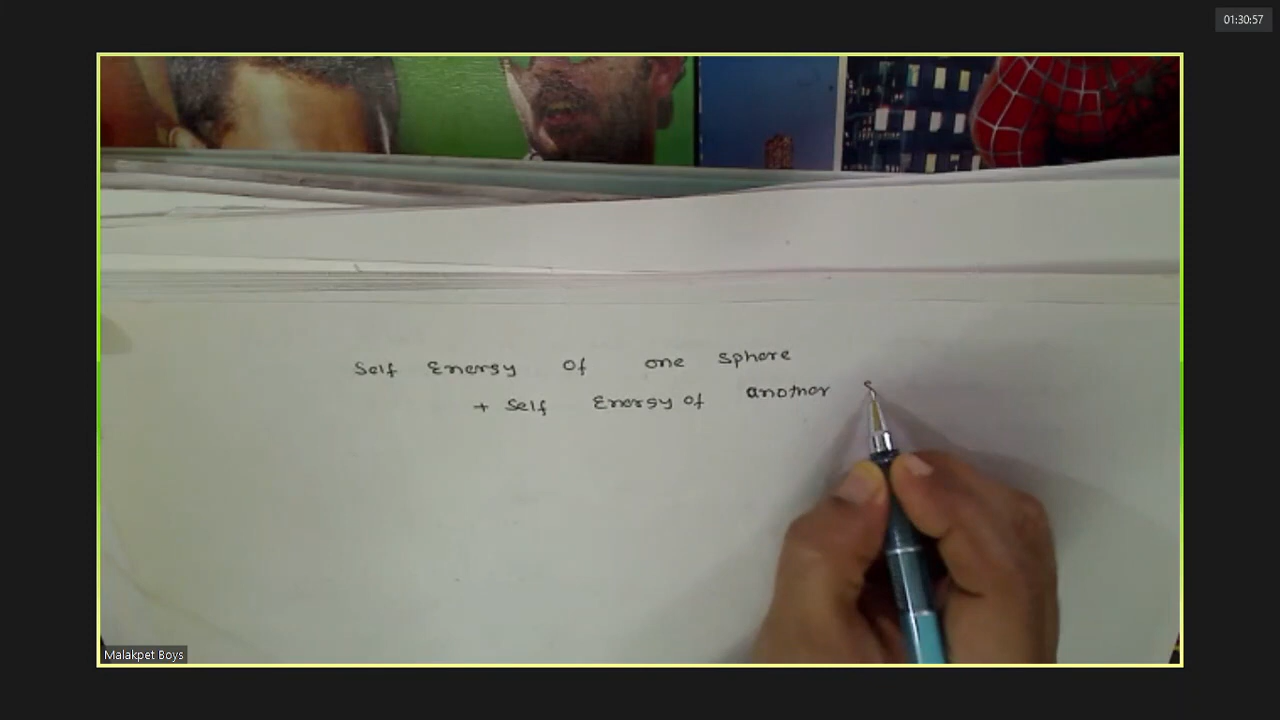 01:30:57
Self Energy of one sphere
+ Self Energy of another s
Malakpet Boys